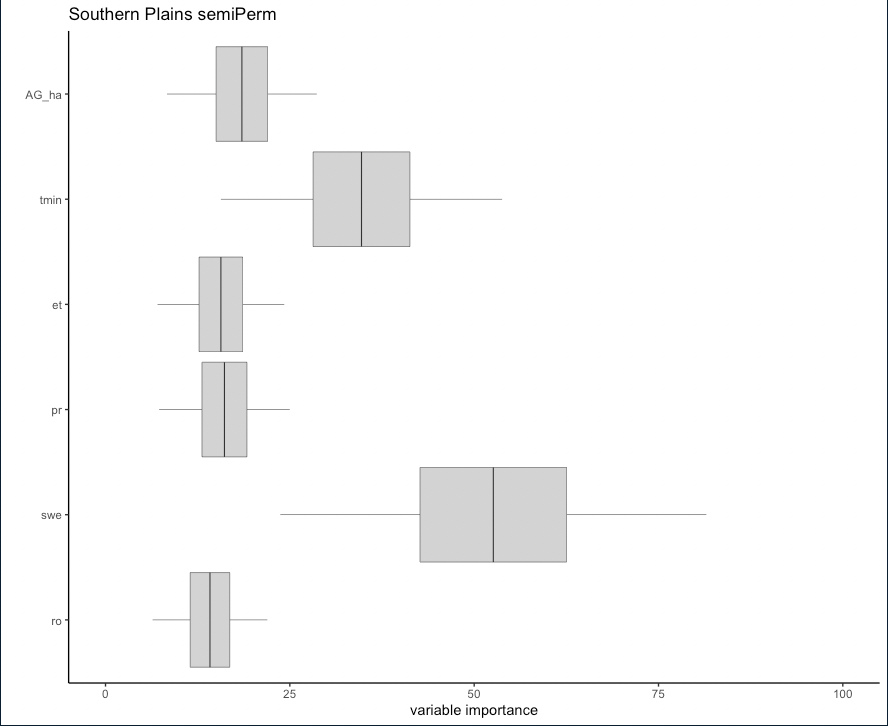 Southern Plains semiPerm
AG_ha
tmin
et
pr
swe
ro
0 25 50 75 100
variable importance